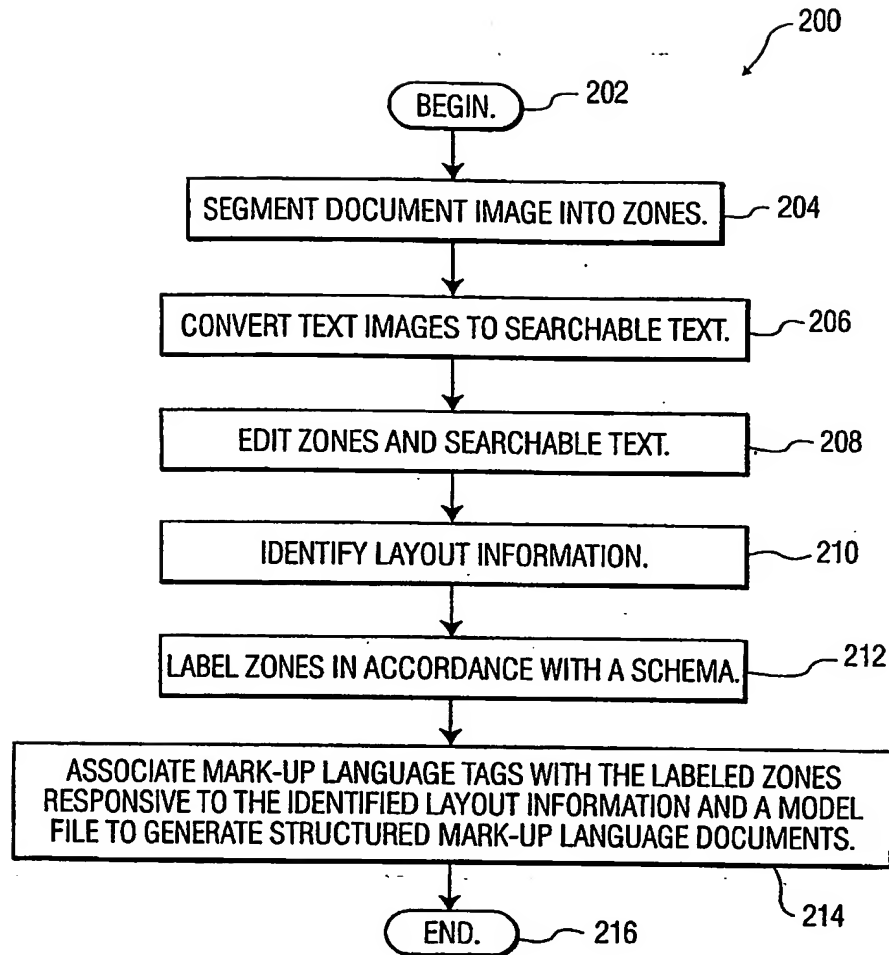 200
BEGIN. 202
SEGMENT DOCUMENT IMAGE INTO ZONES. 204
CONVERT TEXT IMAGES TO SEARCHABLE TEXT. 206
EDIT ZONES AND SEARCHABLE TEXT. 208
IDENTIFY LAYOUT INFORMATION. 210
LABEL ZONES IN ACCORDANCE WITH A SCHEMA. 212
ASSOCIATE MARK-UP LANGUAGE TAGS WITH THE LABELED ZONES
RESPONSIVE TO THE IDENTIFIED LAYOUT INFORMATION AND A MODEL
FILE TO GENERATE STRUCTURED MARK-UP LANGUAGE DOCUMENTS.
214
END. 216